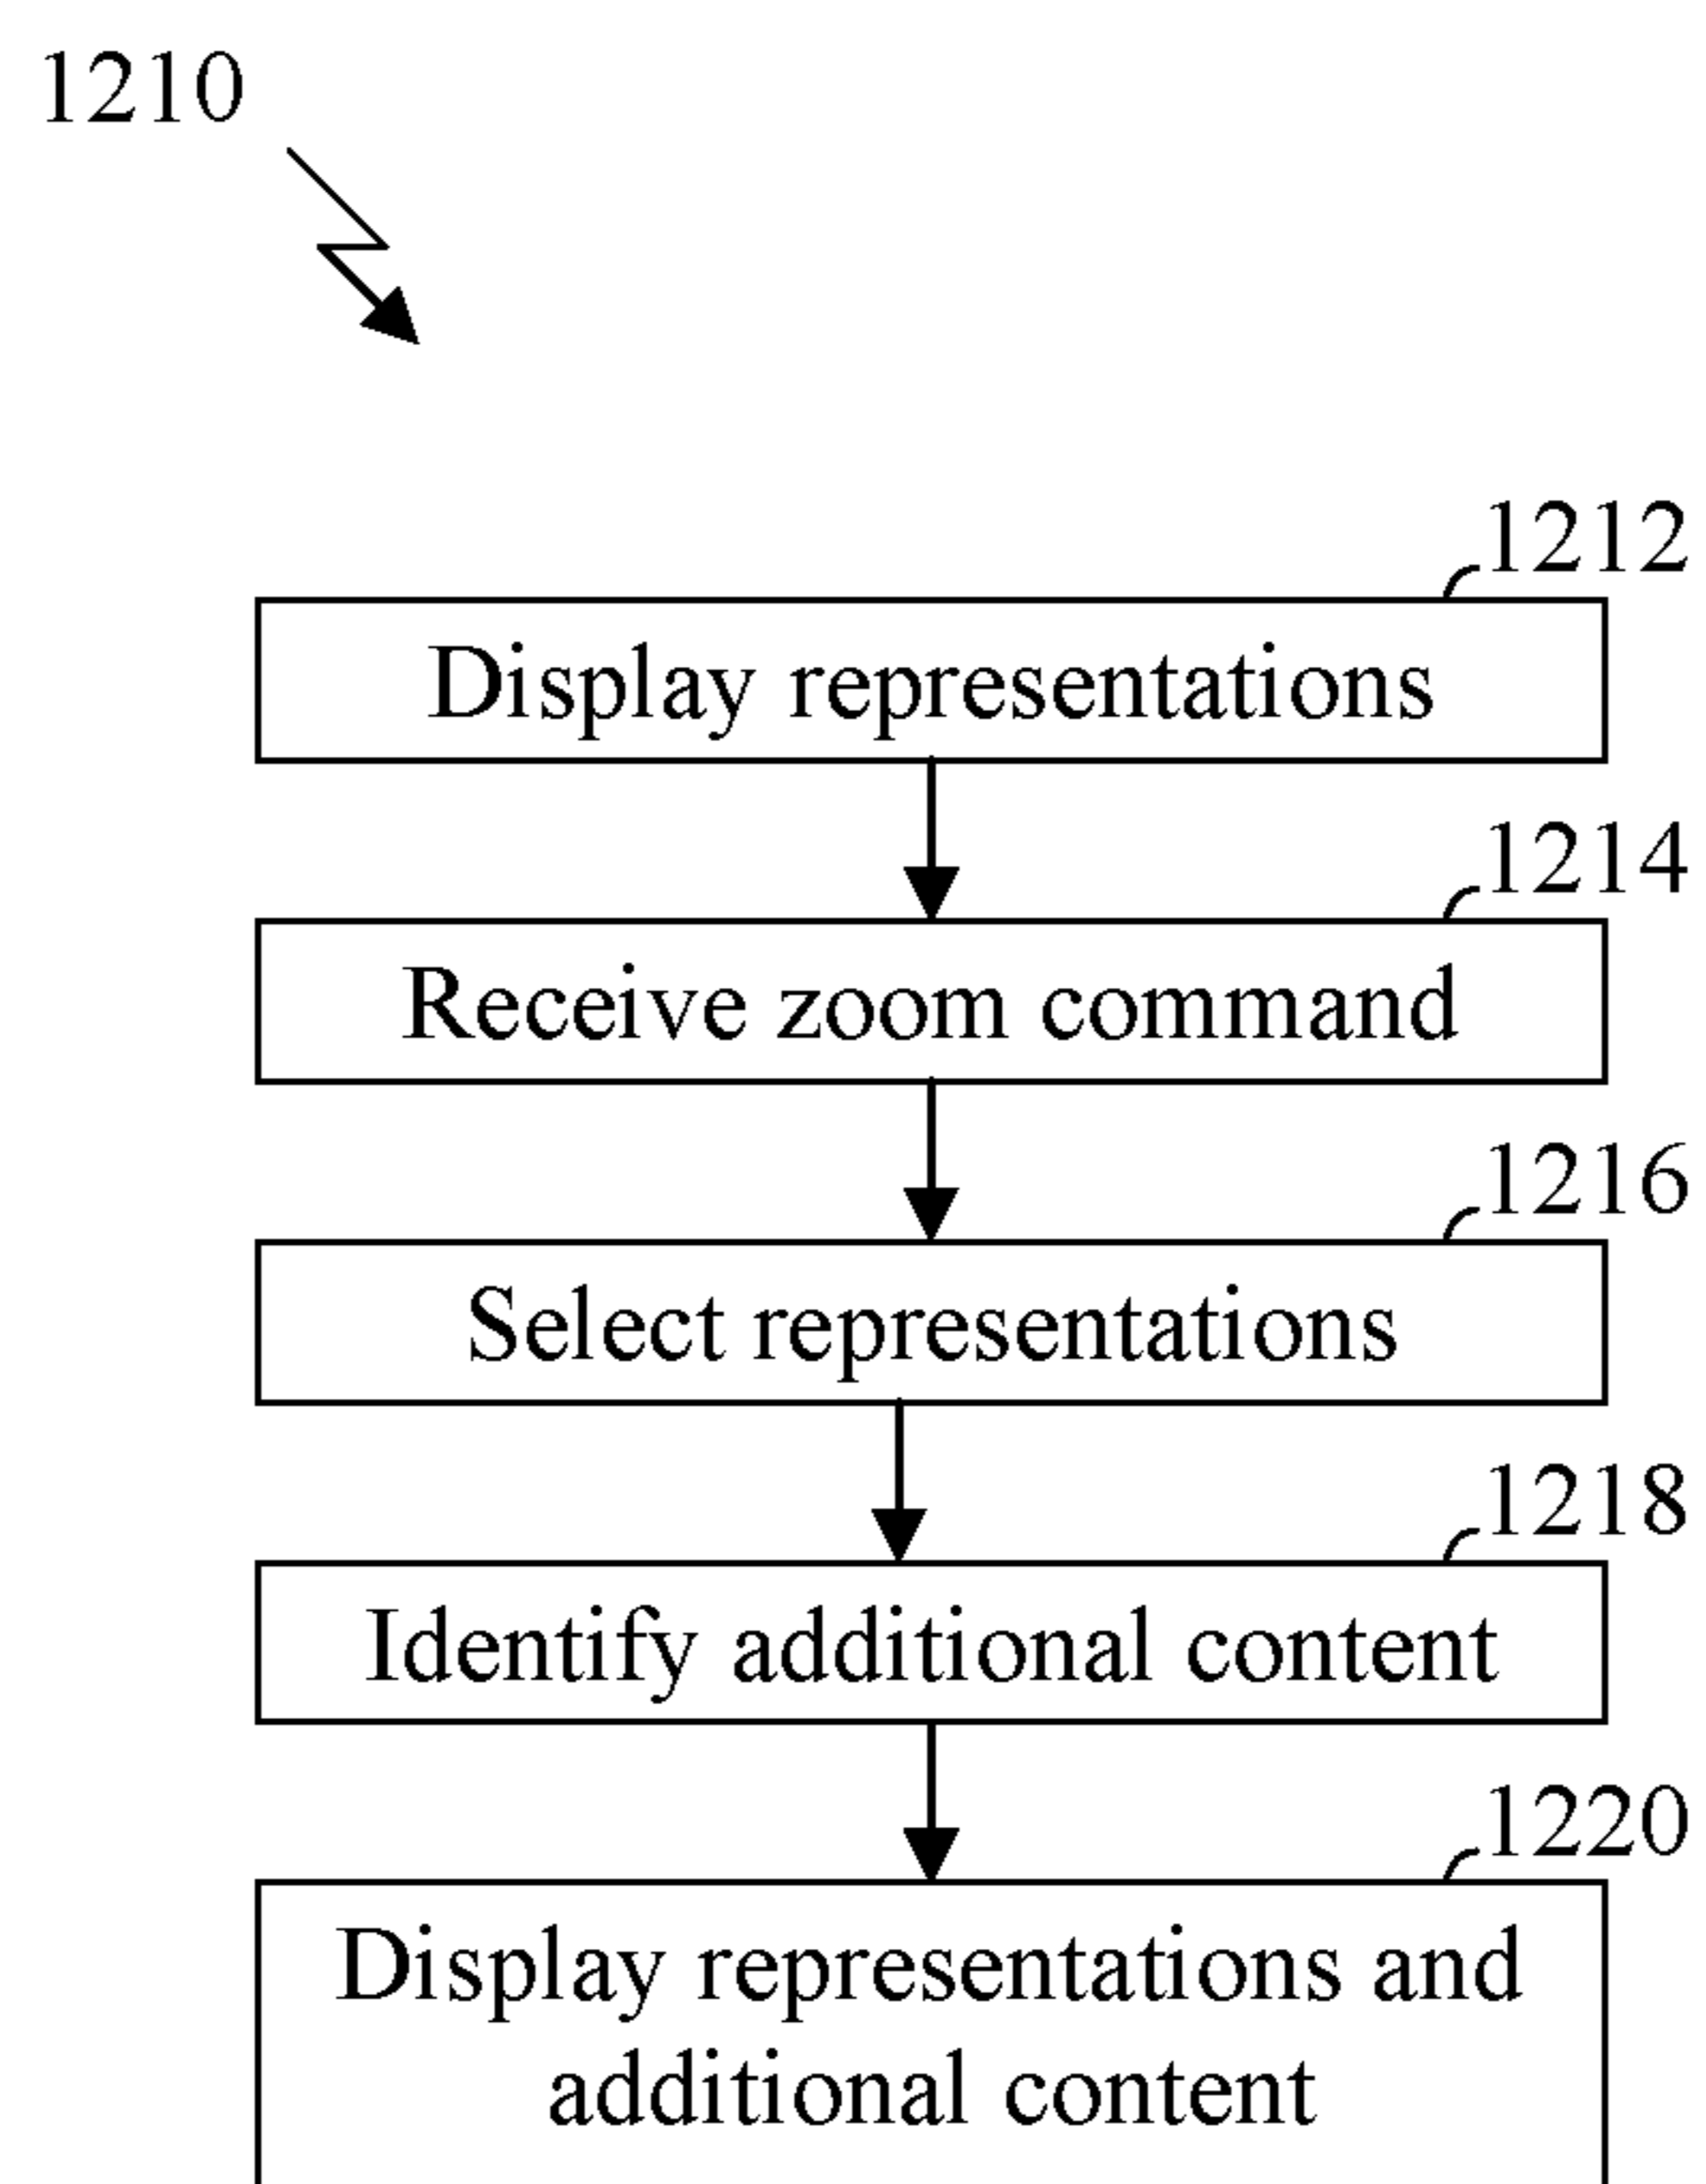 1210
1212
Display representations
1214
Receive zoom command
1216
Select representations
1218
Identify additional content
1220
Display representations and
additional content